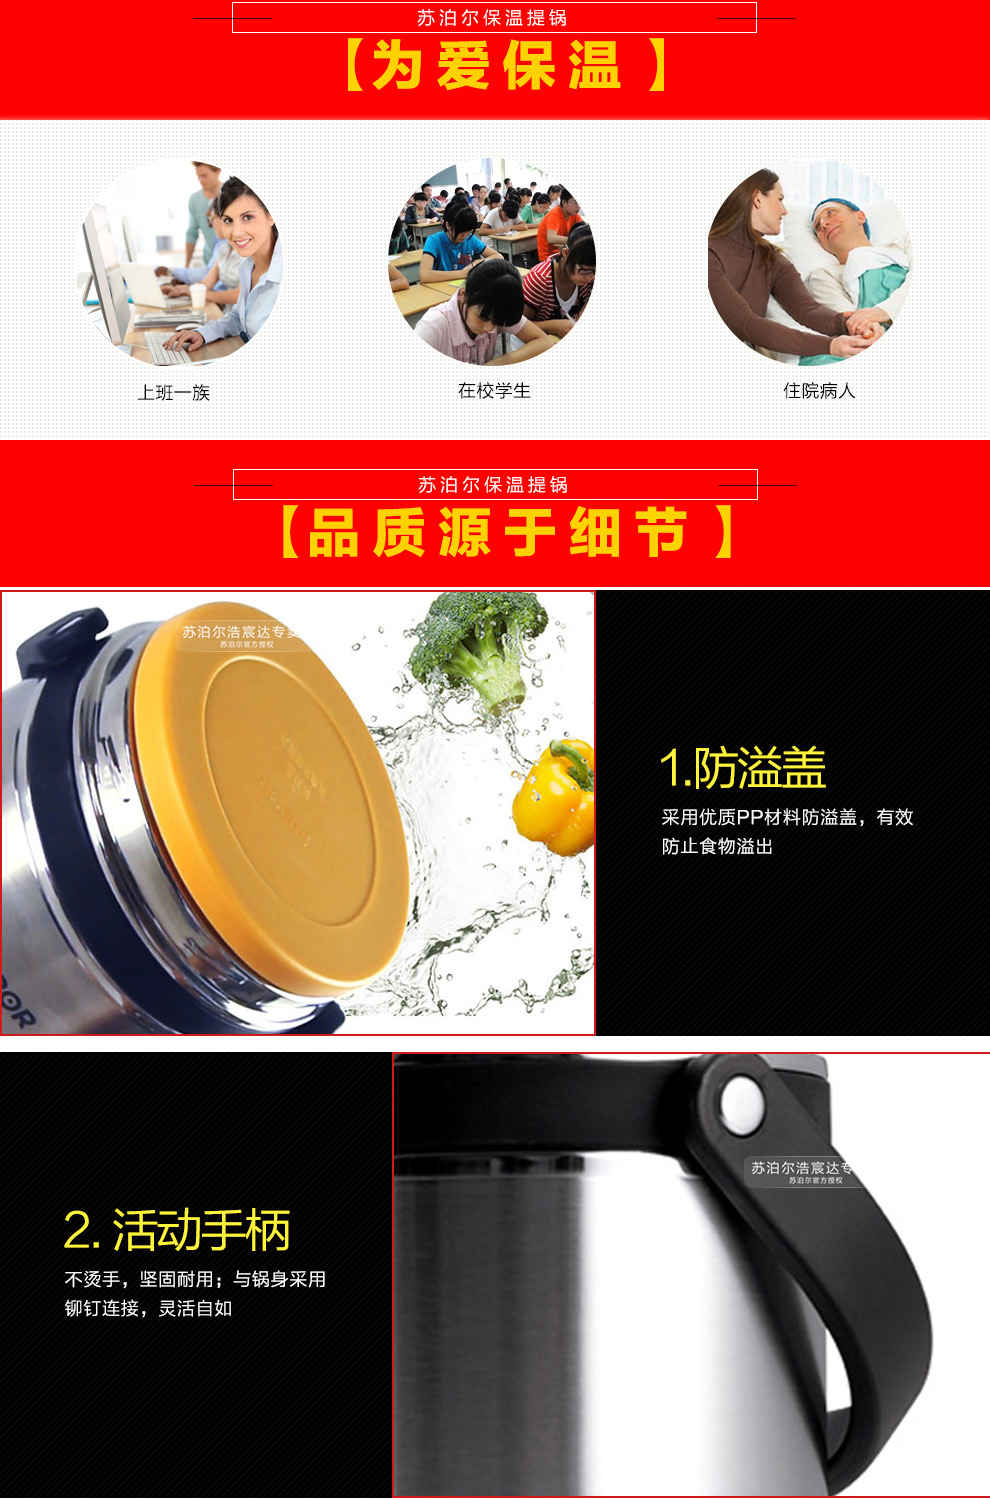 苏泊尔保温提锅
【为爱保温】
上班一族
在校学生
住院病人
苏泊尔保温提锅
【品质源于细节】
苏泊尔浩宸达专卖
苏泊尔官方授权
OR
1.防溢盖
采用优质PP材料防溢盖，有效
防止食物溢出
2. 活动手柄
不烫手，坚固耐用；与锅身采用
铆钉连接，灵活自如
苏泊尔浩宸达专
苏泊尔官方授权